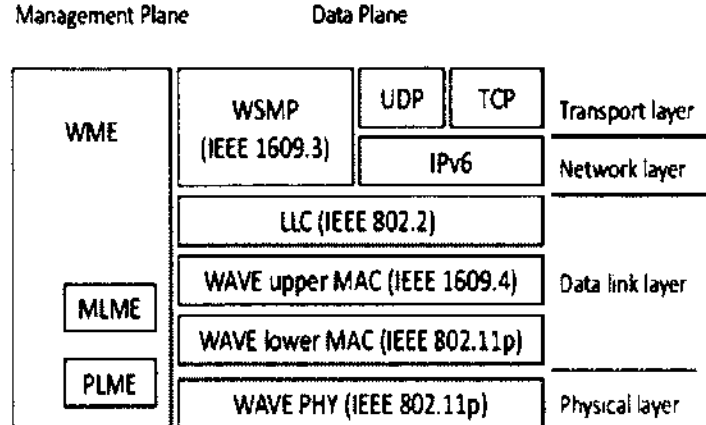 Management Plane
Data Plane
WME
MLME
PLME
WSMP
(IEEE 1609.3)
UDP
TCP
IPv6
LLC (IEEE 802.2)
WAVE upper MAC (IEEE 1609.4)
WAVE lower MAC (IEEE 802.11p)
WAVE PHY (IEEE 802.11p)
Transport layer
Network layer
Data link layer
Physical layer